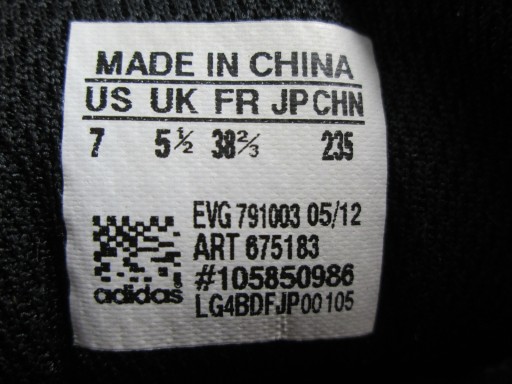 MADE IN CHINA
US UK FR JP CHN
7 5½ 38⅔ 235
EVG 791003 05/12
ART 675183
#105850986
adidas
LG4BDFJP00105